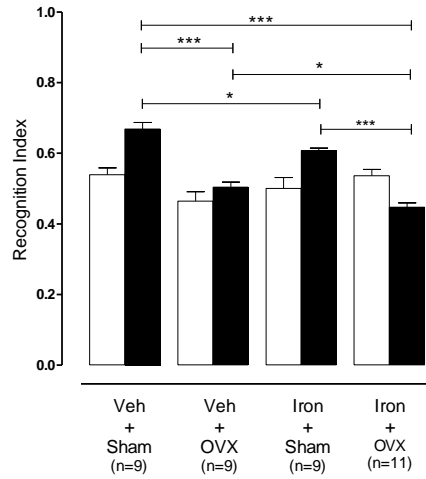 1.0
***
***
0.8
*
*
***
0.6
0.4
0.2
0.0
Recognition Index
Veh Veh Iron Iron
+ + + +
Sham OVX Sham OVX
(n=9) (n=9) (n=9) (n=11)